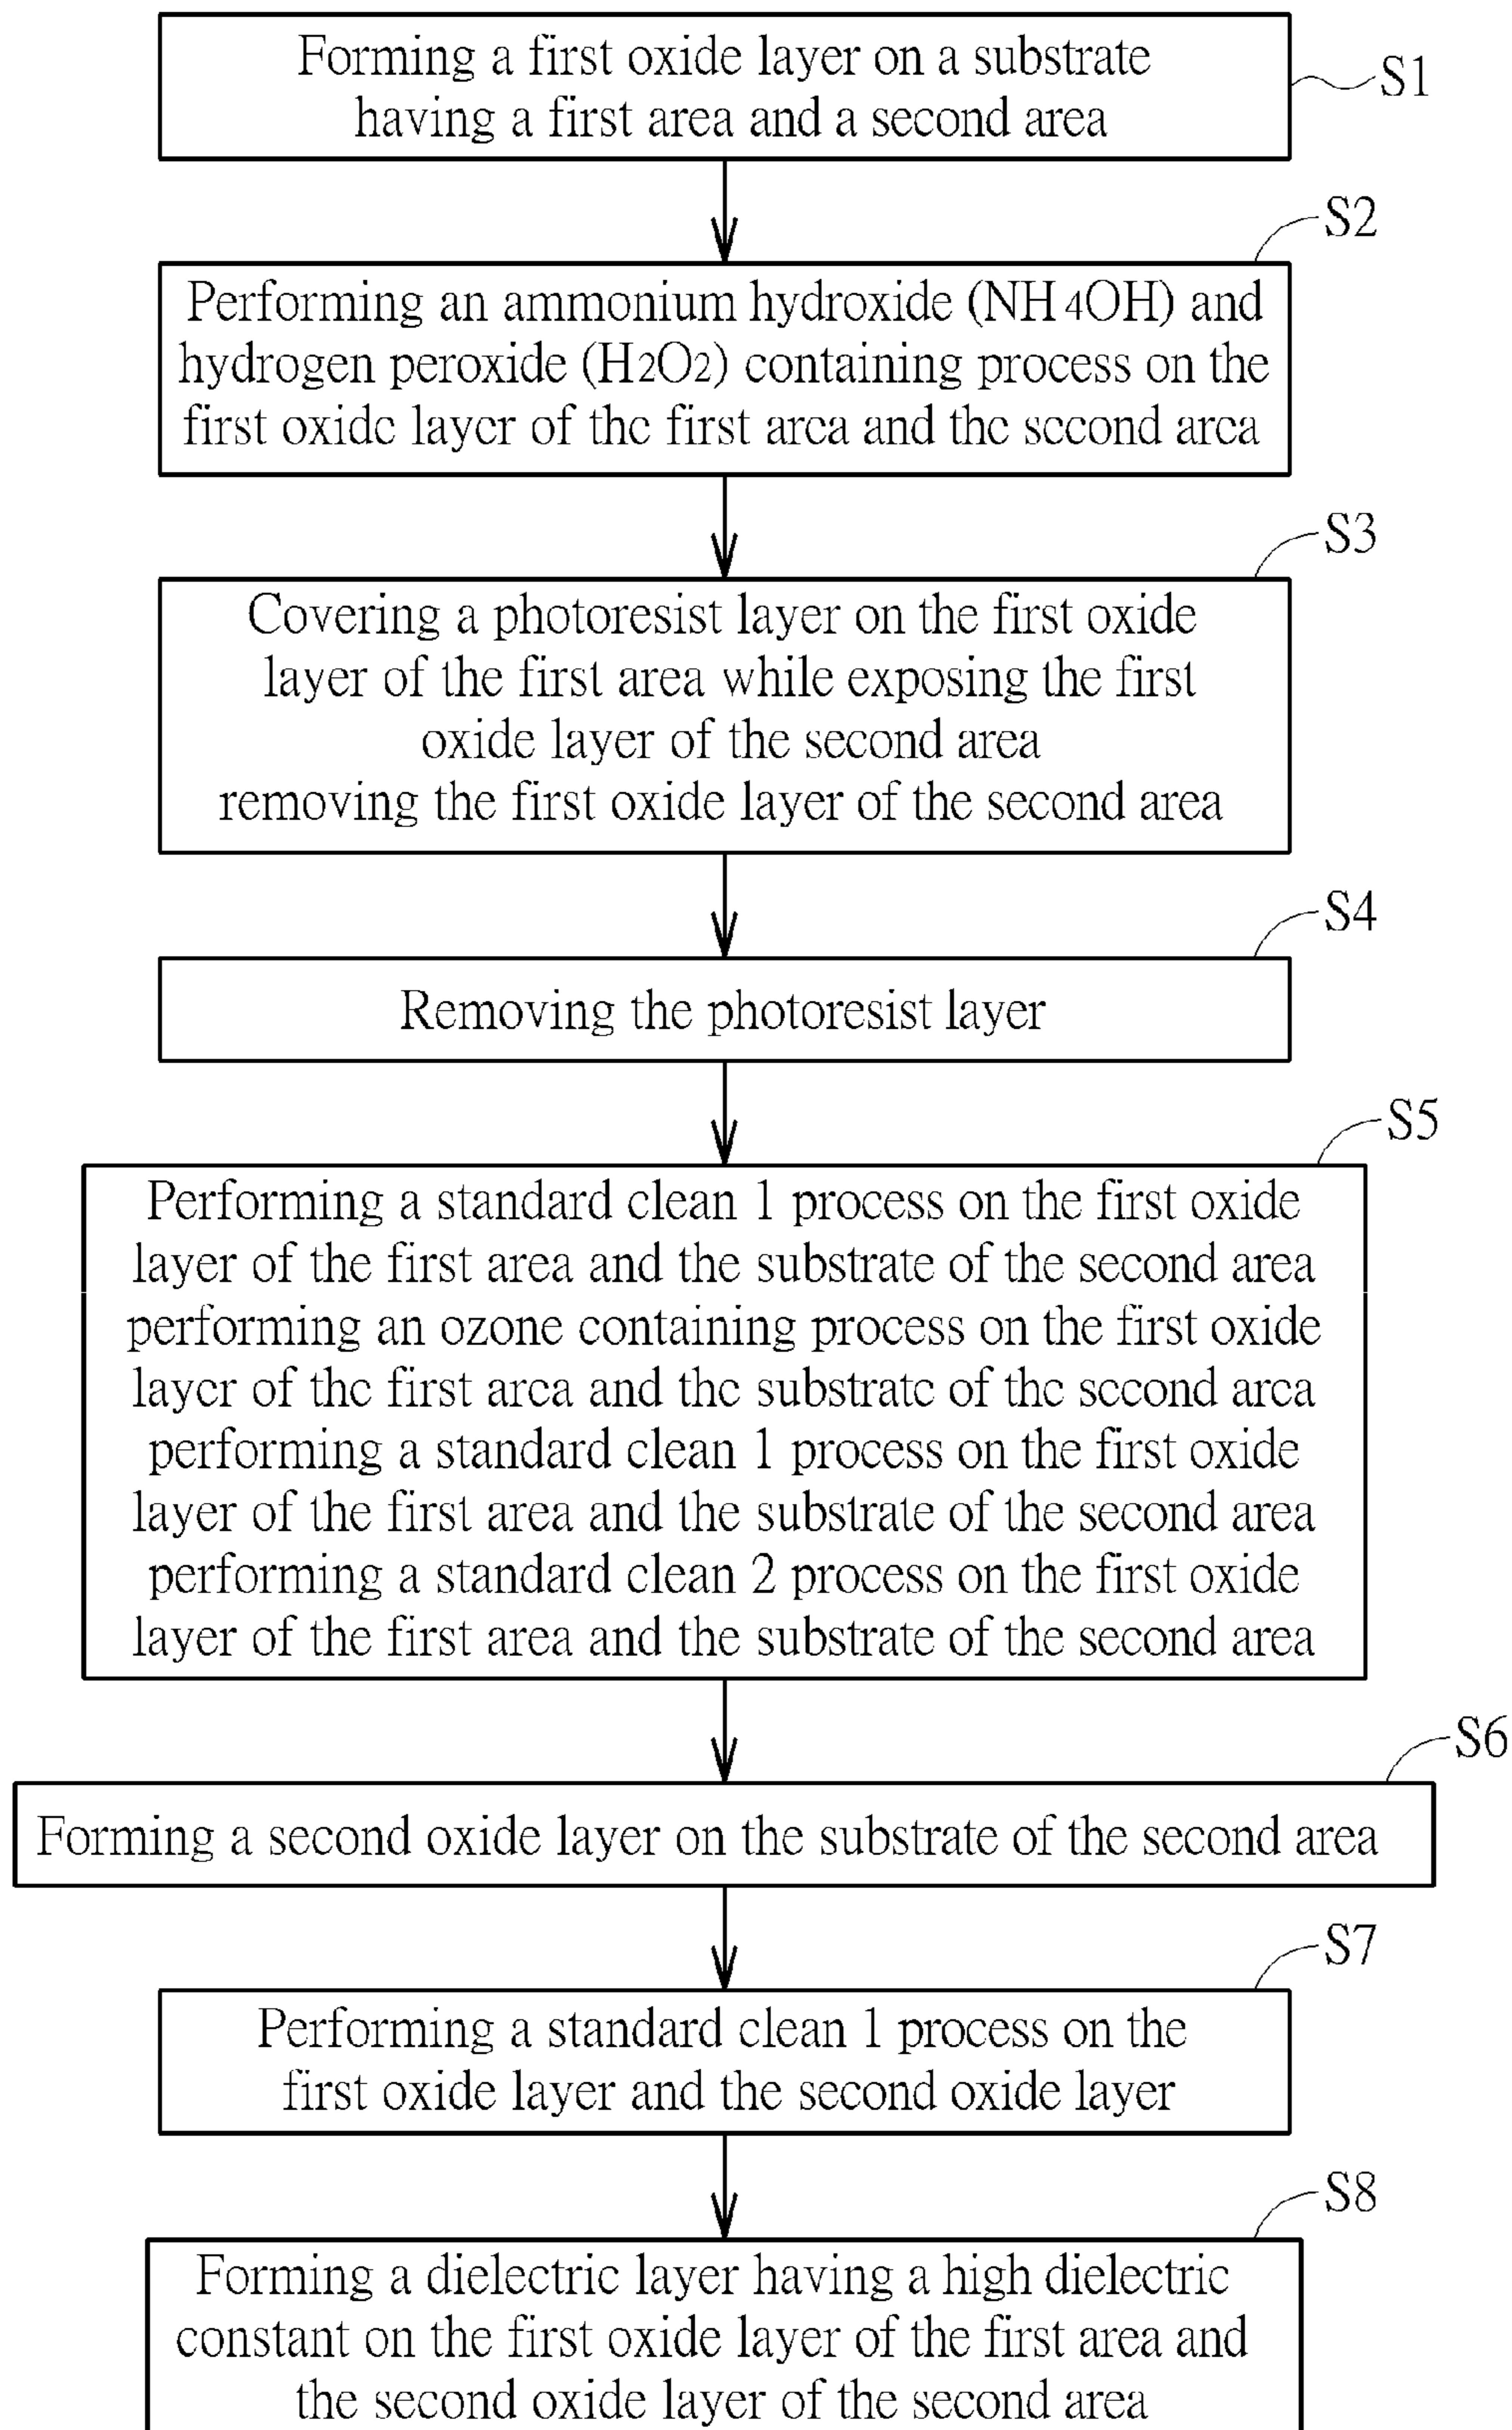 Forming a first oxide layer on a substrate
having a first area and a second area
S1
S2
Performing an ammonium hydroxide (NH4OH) and
hydrogen peroxide (H2O2) containing process on the
first oxide layer of the first area and the second area
S3
Covering a photoresist layer on the first oxide
layer of the first area while exposing the first
oxide layer of the second area
removing the first oxide layer of the second area
S4
Removing the photoresist layer
S5
Performing a standard clean 1 process on the first oxide
layer of the first area and the substrate of the second area
performing an ozone containing process on the first oxide
layer of the first area and the substrate of the second area
performing a standard clean 1 process on the first oxide
layer of the first area and the substrate of the second area
performing a standard clean 2 process on the first oxide
layer of the first area and the substrate of the second area
S6
Forming a second oxide layer on the substrate of the second area
S7
Performing a standard clean 1 process on the
first oxide layer and the second oxide layer
S8
Forming a dielectric layer having a high dielectric
constant on the first oxide layer of the first area and
the second oxide layer of the second area